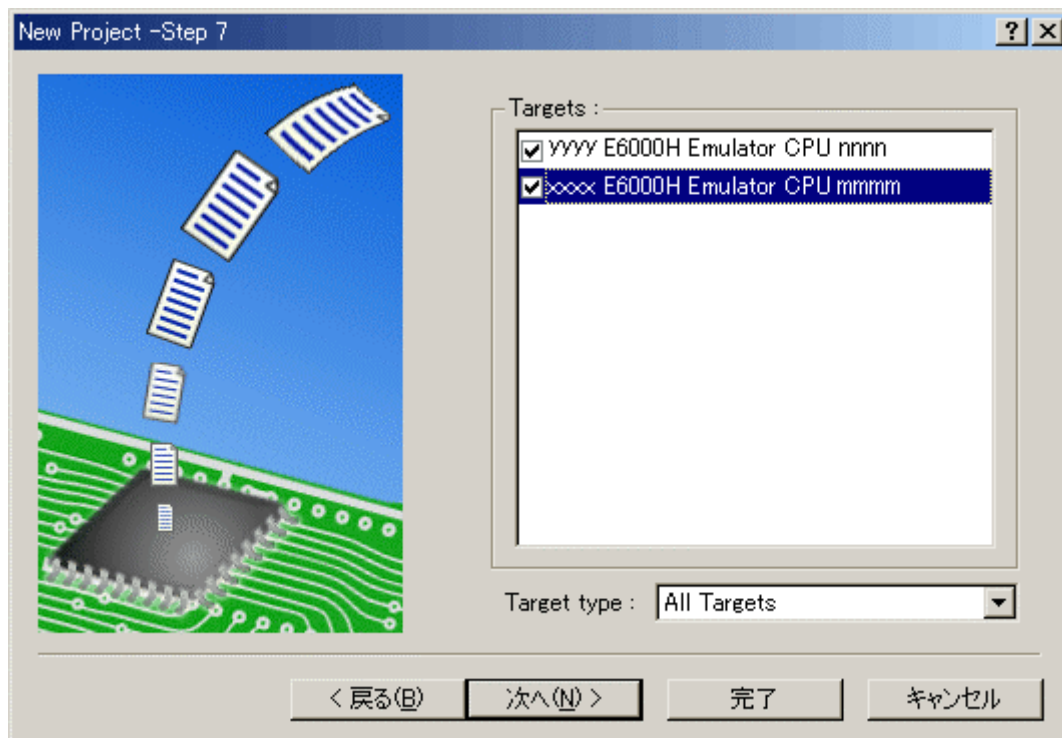 New Project -Step 7
Targets :
yyyy E6000H Emulator CPU nnnn
xxxx E6000H Emulator CPU mmmm
Target type : All Targets
< 戻る(B) 次へ(N) > 完了 キャンセル